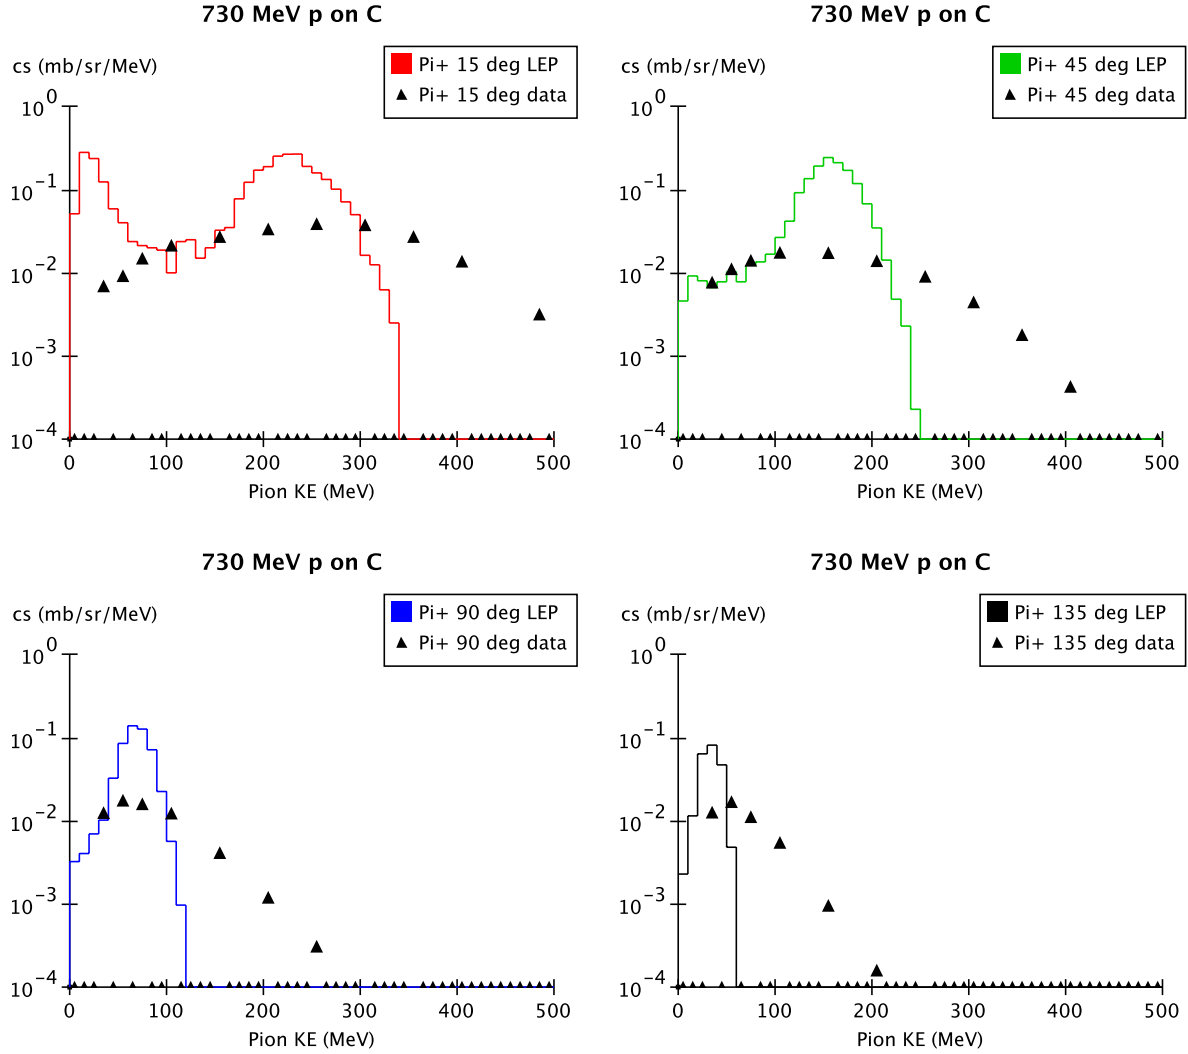 730 MeV p on C
cs (mb/sr/MeV)
Pi+ 15 deg LEP
Pi+ 15 deg data
10^0
10^-1
10^-2
10^-3
10^-4
0 100 200 300 400 500
Pion KE (MeV)
730 MeV p on C
cs (mb/sr/MeV)
Pi+ 45 deg LEP
Pi+ 45 deg data
10^0
10^-1
10^-2
10^-3
10^-4
0 100 200 300 400 500
Pion KE (MeV)
730 MeV p on C
cs (mb/sr/MeV)
Pi+ 90 deg LEP
Pi+ 90 deg data
10^0
10^-1
10^-2
10^-3
10^-4
0 100 200 300 400 500
Pion KE (MeV)
730 MeV p on C
cs (mb/sr/MeV)
Pi+ 135 deg LEP
Pi+ 135 deg data
10^0
10^-1
10^-2
10^-3
10^-4
0 100 200 300 400 500
Pion KE (MeV)